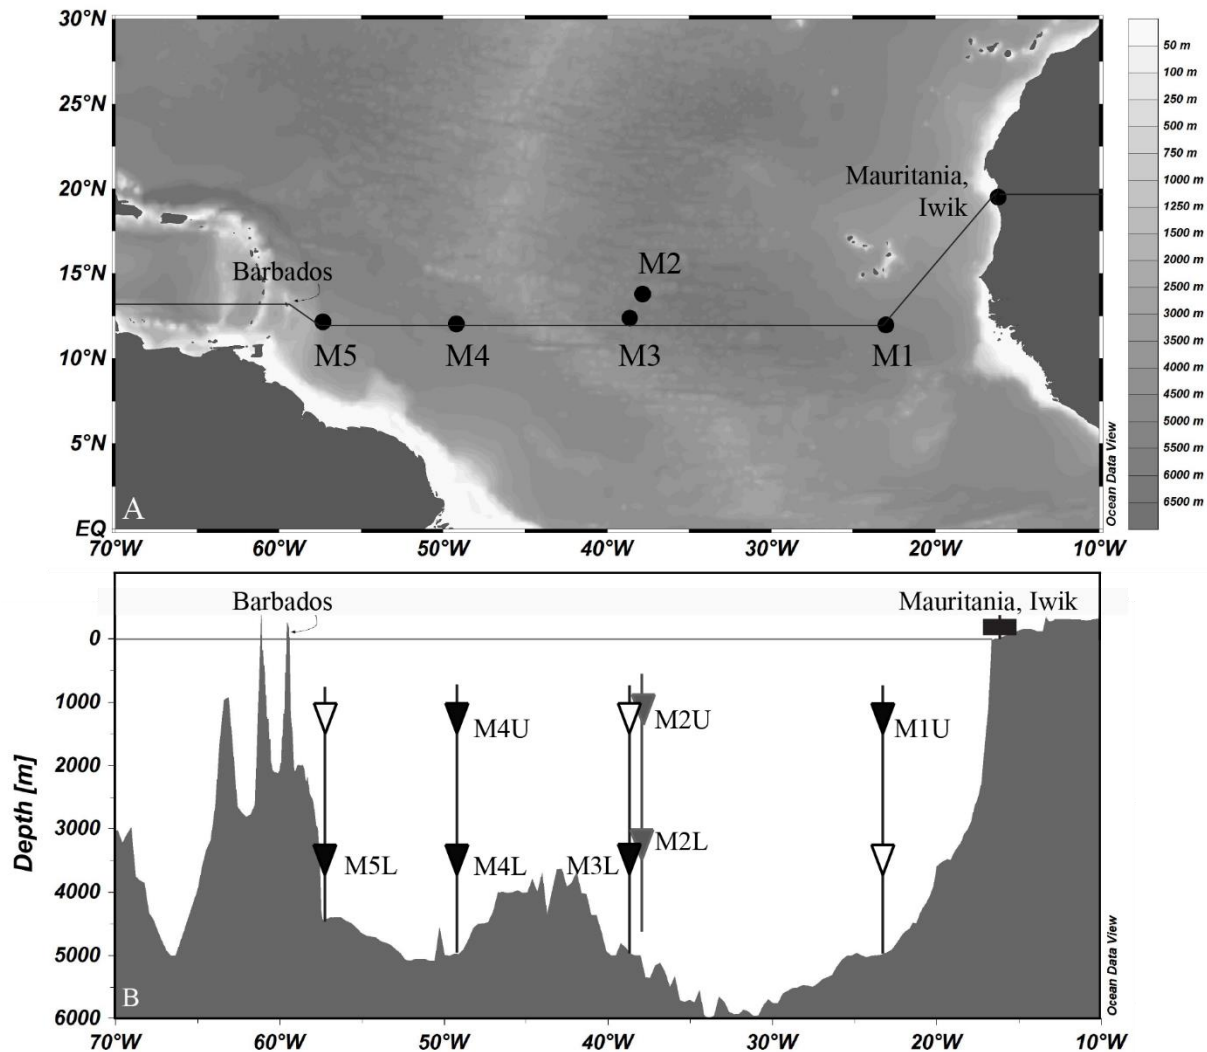 30°N
25°N
20°N
15°N
10°N
5°N
EQ
70°W
60°W
50°W
40°W
30°W
20°W
10°W
Mauritania,
Iwik
Barbados
M2
M5
M4
M3
M1
A
Ocean Data View
50 m
100 m
250 m
500 m
750 m
1000 m
1250 m
1500 m
2000 m
2500 m
3000 m
3500 m
4000 m
4500 m
5000 m
5500 m
6000 m
6500 m
Barbados
Mauritania, Iwik
Depth [m]
0
1000
2000
3000
4000
5000
6000
M4U
M2U
M1U
M2L
M5L
M4L
M3L
B
Ocean Data View
70°W
60°W
50°W
40°W
30°W
20°W
10°W